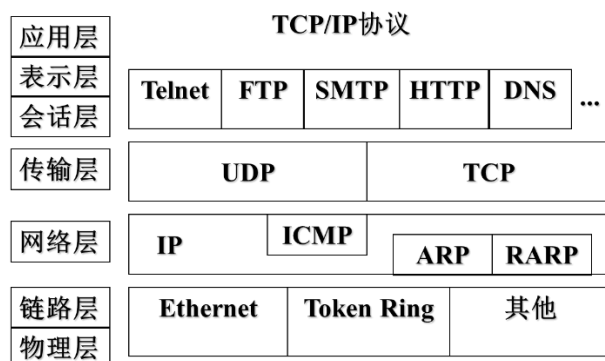 TCP/IP协议
应用层
表示层
会话层
Telnet FTP SMTP HTTP DNS ...
传输层
UDP TCP
网络层
IP ICMP ARP RARP
链路层
物理层
Ethernet Token Ring 其他